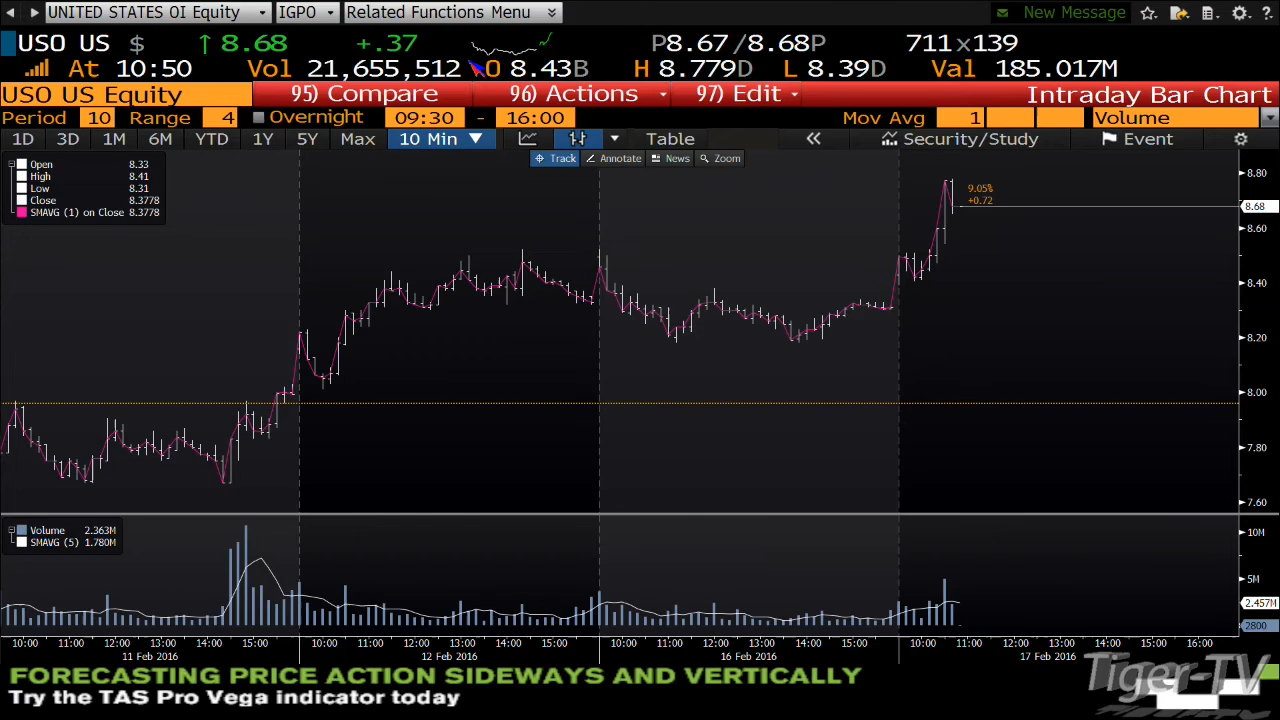 UNITED STATES OI Equity IGPO Related Functions Menu New Message
USO US $ ↑ 8.68 +.37 P8.67 /8.68P 711x139
At 10:50 Vol 21,655,512 O 8.43B H 8.779D L 8.39D Val 185.017M
USO US Equity 95) Compare 96) Actions 97) Edit Intraday Bar Chart
Period 10 Range 4 Overnight 09:30 - 16:00 Mov Avg 1 Volume
1D 3D 1M 6M YTD 1Y 5Y Max 10 Min ▼ Table « Security/Study Event
Track Annotate News Zoom
Open 8.33
High 8.41
Low 8.31
Close 8.3778
SMAVG (1) on Close 8.3778
9.05%
+0.72
8.80
8.68
8.60
8.40
8.20
8.00
7.80
7.60
Volume 2.363M
SMAVG (5) 1.780M
10M
5M
2.457M
2800
10:00 11:00 12:00 13:00 14:00 15:00 10:00 11:00 12:00 13:00 14:00 15:00 10:00 11:00 12:00 13:00 14:00 15:00 10:00 11:00 12:00 13:00 14:00 15:00 16:00
11 Feb 2016 12 Feb 2016 16 Feb 2016 17 Feb 2016
FORECASTING PRICE ACTION SIDEWAYS AND VERTICALLY
Try the TAS Pro Vega indicator today
Tiger-TV